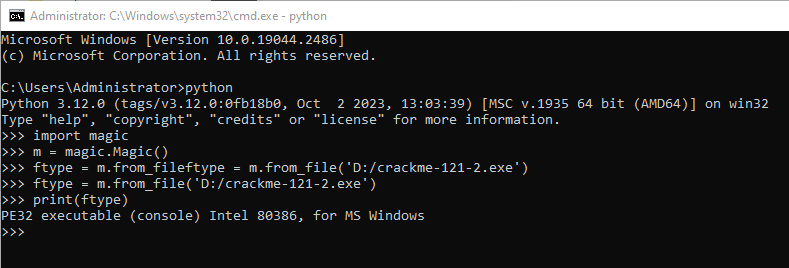 Administrator: C:\Windows\system32\cmd.exe - python
Microsoft Windows [Version 10.0.19044.2486]
(c) Microsoft Corporation. All rights reserved.
C:\Users\Administrator>python
Python 3.12.0 (tags/v3.12.0:0fb18b0, Oct  2 2023, 13:03:39) [MSC v.1935 64 bit (AMD64)] on win32
Type "help", "copyright", "credits" or "license" for more information.
>>> import magic
>>> m = magic.Magic()
>>> ftype = m.from_fileftype = m.from_file('D:/crackme-121-2.exe')
>>> ftype = m.from_file('D:/crackme-121-2.exe')
>>> print(ftype)
PE32 executable (console) Intel 80386, for MS Windows
>>>